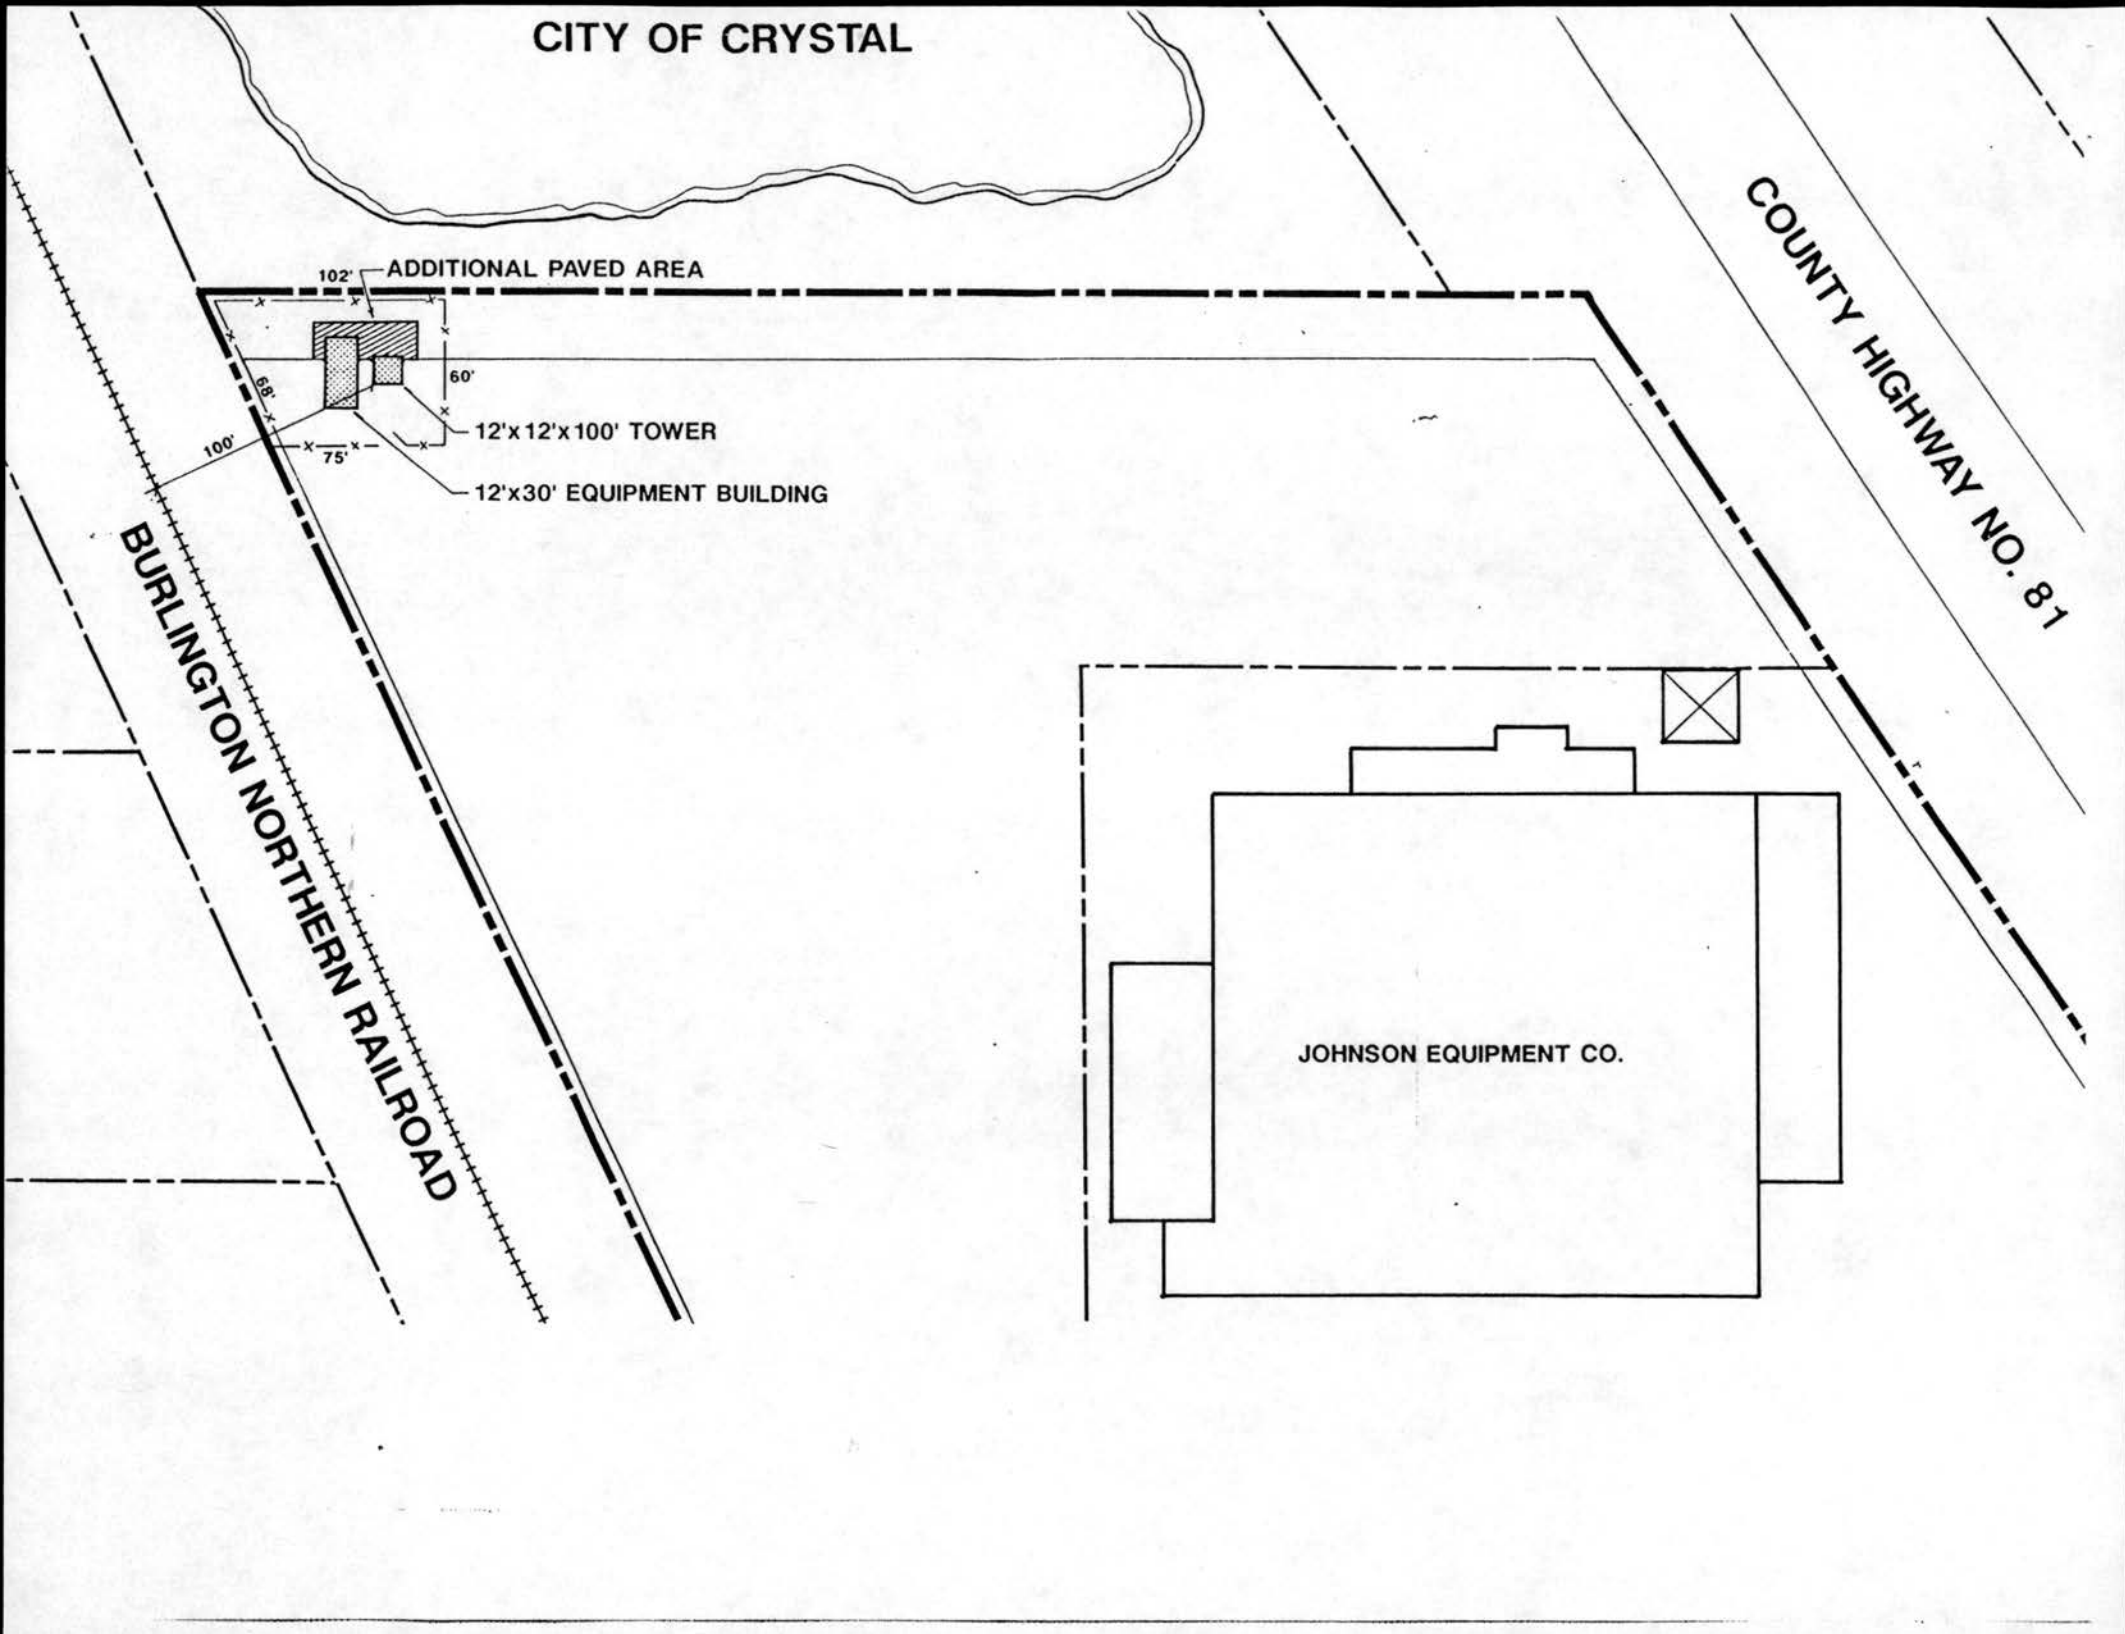 CITY OF CRYSTAL
COUNTY HIGHWAY NO. 81
102'
ADDITIONAL PAVED AREA
68'
60'
100'
75'
12'x12'x100' TOWER
12'x30' EQUIPMENT BUILDING
BURLINGTON NORTHERN RAILROAD
JOHNSON EQUIPMENT CO.